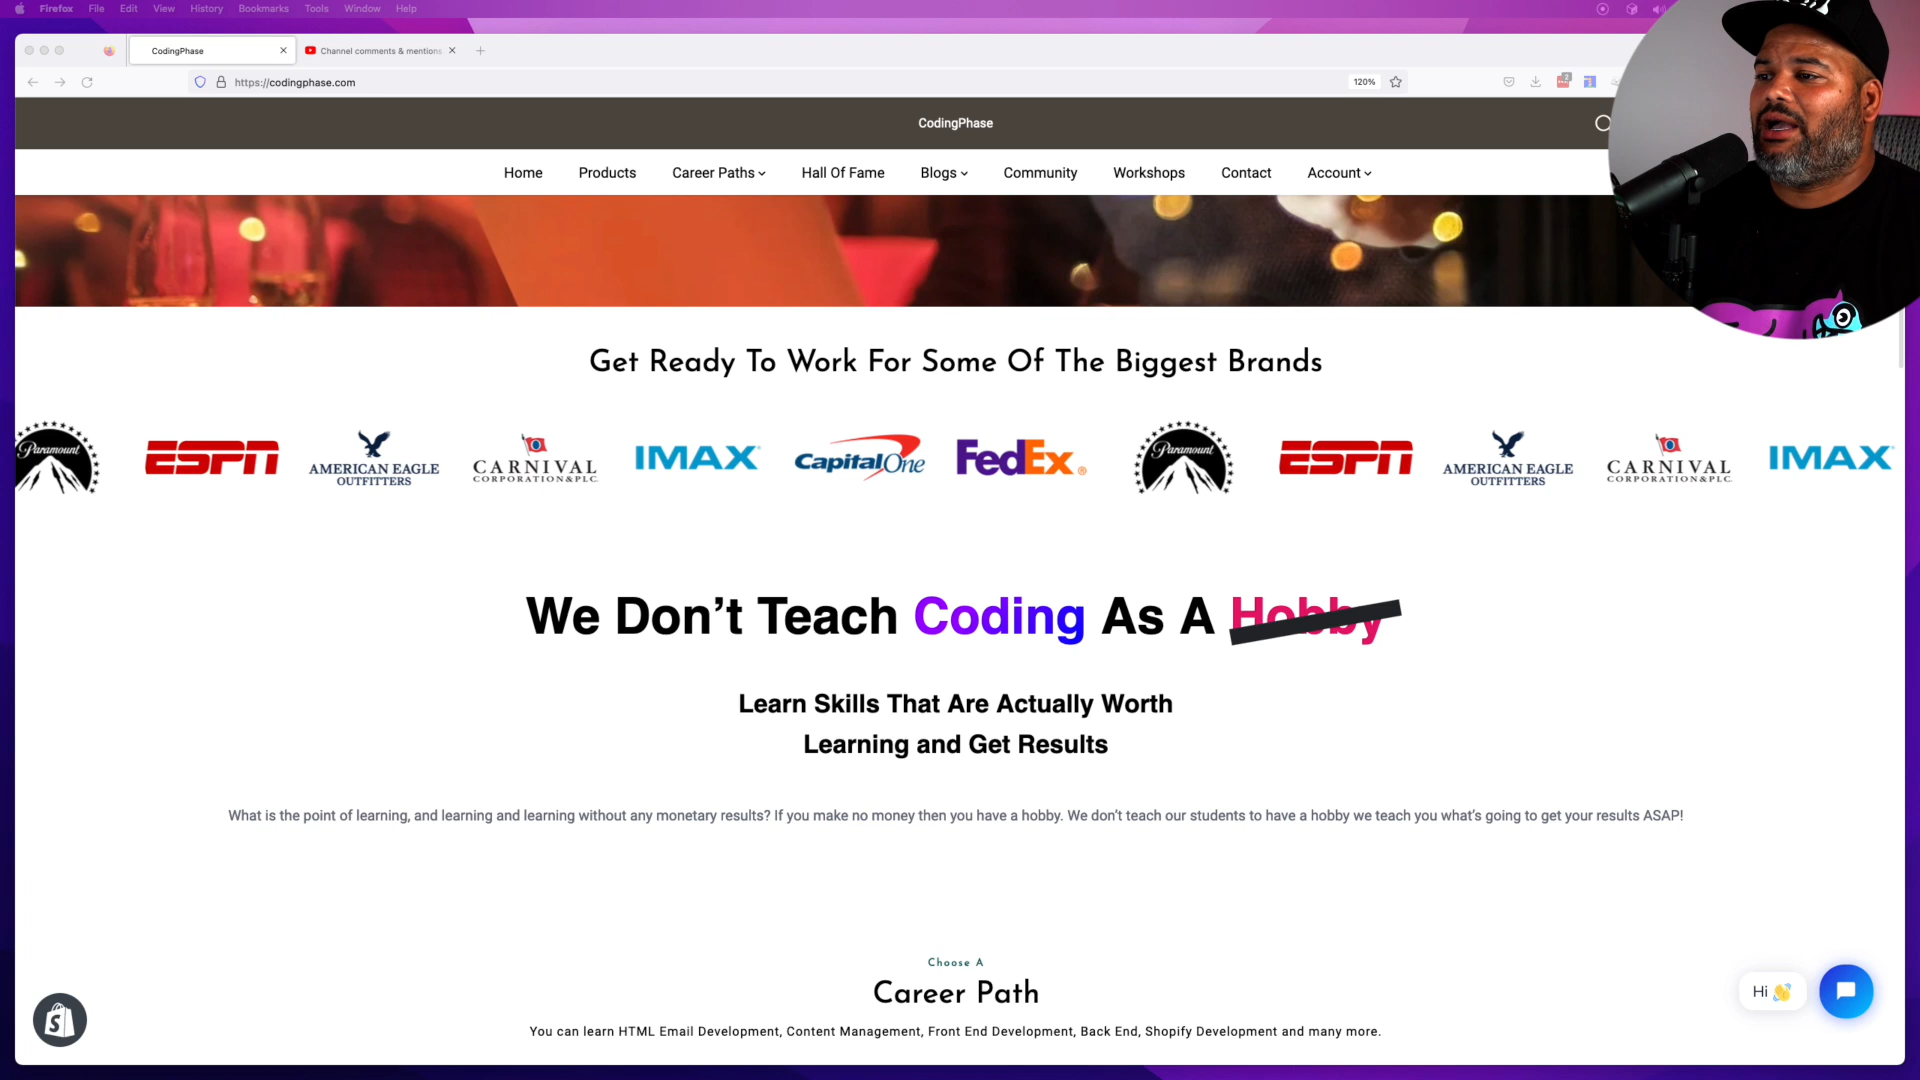 Firefox File Edit View History Bookmarks Tools Window Help
CodingPhase
Channel comments & mentions
https://codingphase.com
120%
CodingPhase
Home Products Career Paths Hall Of Fame Blogs Community Workshops Contact Account
Get Ready To Work For Some Of The Biggest Brands
Paramount ESPN AMERICAN EAGLE OUTFITTERS CARNIVAL CORPORATION&PLC. IMAX CapitalOne FedEx Paramount ESPN AMERICAN EAGLE OUTFITTERS CARNIVAL CORPORATION&PLC. IMAX
We Don't Teach Coding As A Hobby
Learn Skills That Are Actually Worth
Learning and Get Results
What is the point of learning, and learning and learning without any monetary results? If you make no money then you have a hobby. We don't teach our students to have a hobby we teach you what's going to get your results ASAP!
Choose A
Career Path
You can learn HTML Email Development, Content Management, Front End Development, Back End, Shopify Development and many more.
Hi 👋